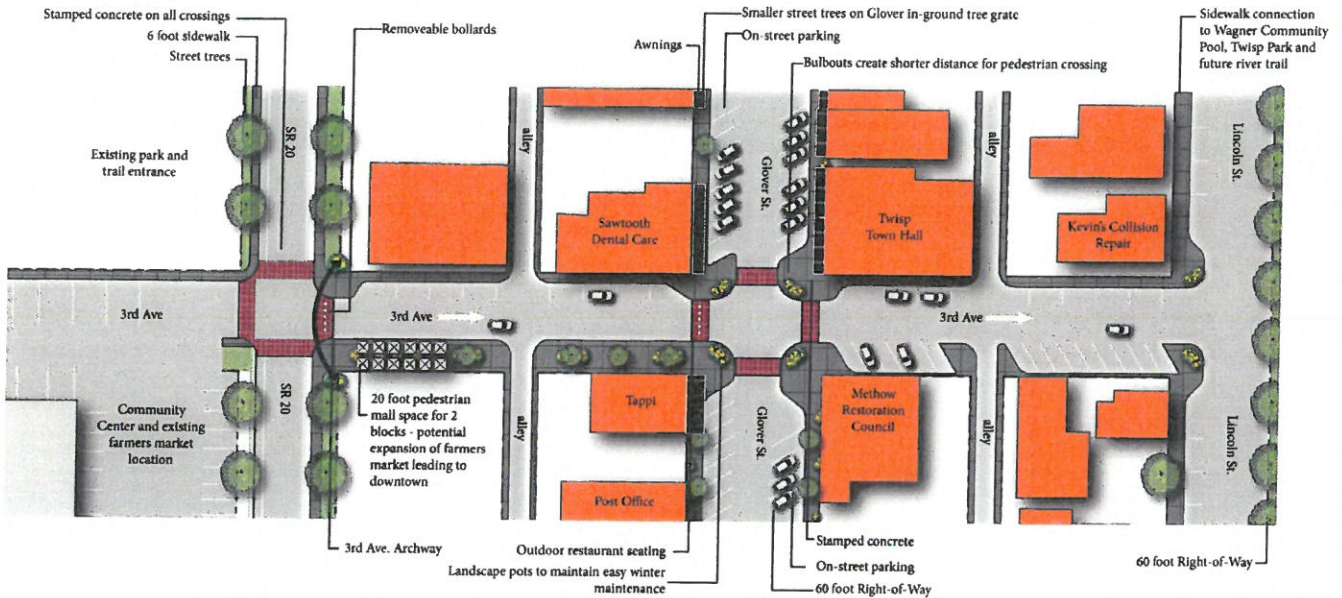 Stamped concrete on all crossings
6 foot sidewalk
Street trees
Removeable bollards
Awnings
Smaller street trees on Glover in-ground tree grate
On-street parking
Bulbouts create shorter distance for pedestrian crossing
Sidewalk connection
to Wagner Community
Pool, Twisp Park and
future river trail
SR 20
alley
Glover St.
alley
Lincoln St.
Existing park and
trail entrance
Sawtooth
Dental Care
Twisp
Town Hall
Kevin's Collision
Repair
3rd Ave
3rd Ave
3rd Ave
Community
Center and existing
farmers market
location
SR 20
20 foot pedestrian
mall space for 2
blocks - potential
expansion of farmers
market leading to
downtown
alley
Tappi
Post Office
Glover St.
Methow
Restoration
Council
alley
Lincoln St.
3rd Ave. Archway
Outdoor restaurant seating
Landscape pots to maintain easy winter
maintenance
Stamped concrete
On-street parking
60 foot Right-of-Way
60 foot Right-of-Way